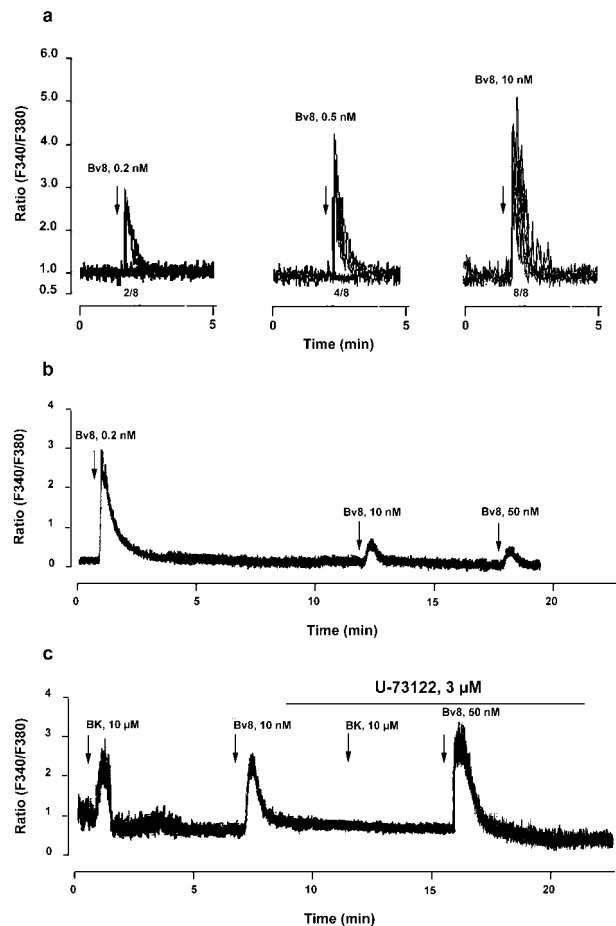 a
6.0
5.0
4.0
3.0
2.0
1.0
0.5
Ratio (F340/F380)
Bv8, 0.2 nM
Bv8, 0.5 nM
Bv8, 10 nM
2/8
4/8
8/8
0 5 0 5 0 5
Time (min)
b
4
3
2
1
0
Ratio (F340/F380)
Bv8, 0.2 nM
Bv8, 10 nM
Bv8, 50 nM
0 5 10 15 20
Time (min)
c
U-73122, 3 µM
4
3
2
1
0
Ratio (F340/F380)
BK, 10 µM
Bv8, 10 nM
BK, 10 µM
Bv8, 50 nM
0 5 10 15 20
Time (min)